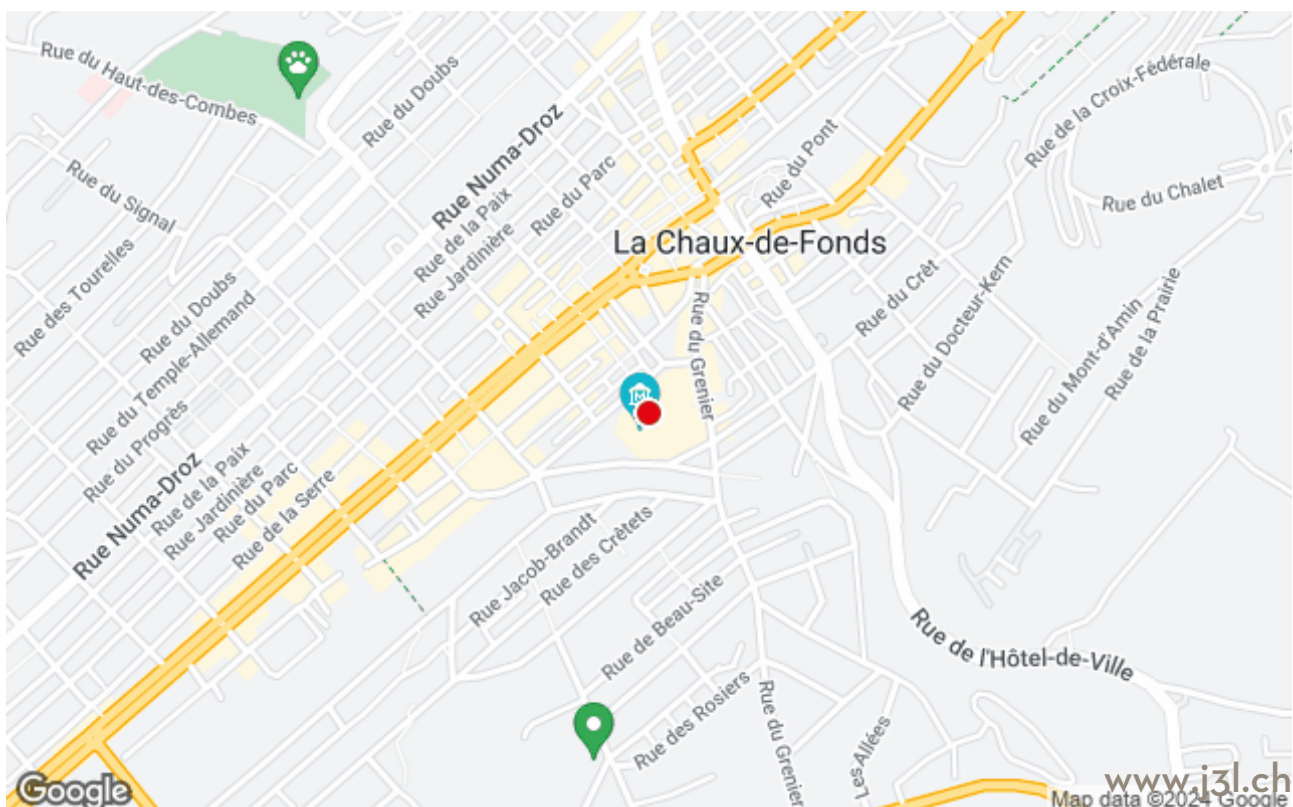 Rue du Haut-des-Combes
Rue du Doubs
Rue Numa-Droz
Rue de la Paix
Rue Jardinière
Rue du Parc
Rue du Pont
Rue de la Croix-Fédérale
Rue du Chalet
Rue du Signal
La Chaux-de-Fonds
Rue des Tourelles
Rue du Doubs
Rue du Temple-Allemand
Rue du Progrès
Rue du Grenier
Rue du Crêt
Rue du Docteur-Kern
Rue du Mont-d'Amin
Rue de la Prairie
M
Rue Numa-Droz
Rue de la Paix
Rue Jardinière
Rue du Parc
Rue de la Serre
Rue Jacob-Brandt
Rue des Crêtets
Rue de Beau-Site
Rue de l'Hôtel-de-Ville
Rue des Rosiers
Rue du Grenier
Les-Allées
Google
www.j3l.ch
Map data ©2024 Google